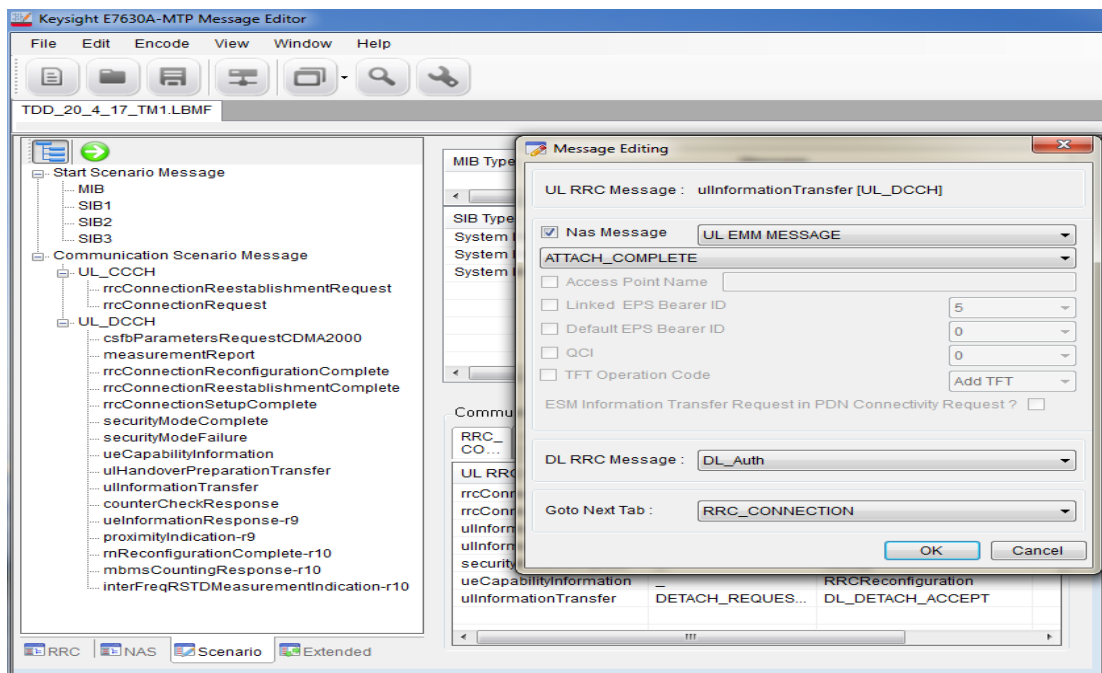 Keysight E7630A-MTP Message Editor
File Edit Encode View Window Help
TDD_20_4_17_TM1.LBMF
Start Scenario Message
MIB
SIB1
SIB2
SIB3
Communication Scenario Message
UL_CCCH
rrcConnectionReestablishmentRequest
rrcConnectionRequest
UL_DCCH
csfbParametersRequestCDMA2000
measurementReport
rrcConnectionReconfigurationComplete
rrcConnectionReestablishmentComplete
rrcConnectionSetupComplete
securityModeComplete
securityModeFailure
ueCapabilityInformation
ulHandoverPreparationTransfer
ulInformationTransfer
counterCheckResponse
ueInformationResponse-r9
proximityIndication-r9
rnReconfigurationComplete-r10
mbmsCountingResponse-r10
interFreqRSTDMeasurementIndication-r10
RRC NAS Scenario Extended
MIB Type
SIB Type
System
System
System
Commu
RRC_
CO...
UL RRC
rrcConn
rrcConn
ulInform
ulInform
security
ueCapabilityInformation _ RRCReconfiguration
ulInformationTransfer DETACH_REQUES... DL_DETACH_ACCEPT
Message Editing
UL RRC Message : ulInformationTransfer [UL_DCCH]
Nas Message UL EMM MESSAGE
ATTACH_COMPLETE
Access Point Name
Linked EPS Bearer ID 5
Default EPS Bearer ID 0
QCI 0
TFT Operation Code Add TFT
ESM Information Transfer Request in PDN Connectivity Request ?
DL RRC Message : DL_Auth
Goto Next Tab : RRC_CONNECTION
OK Cancel